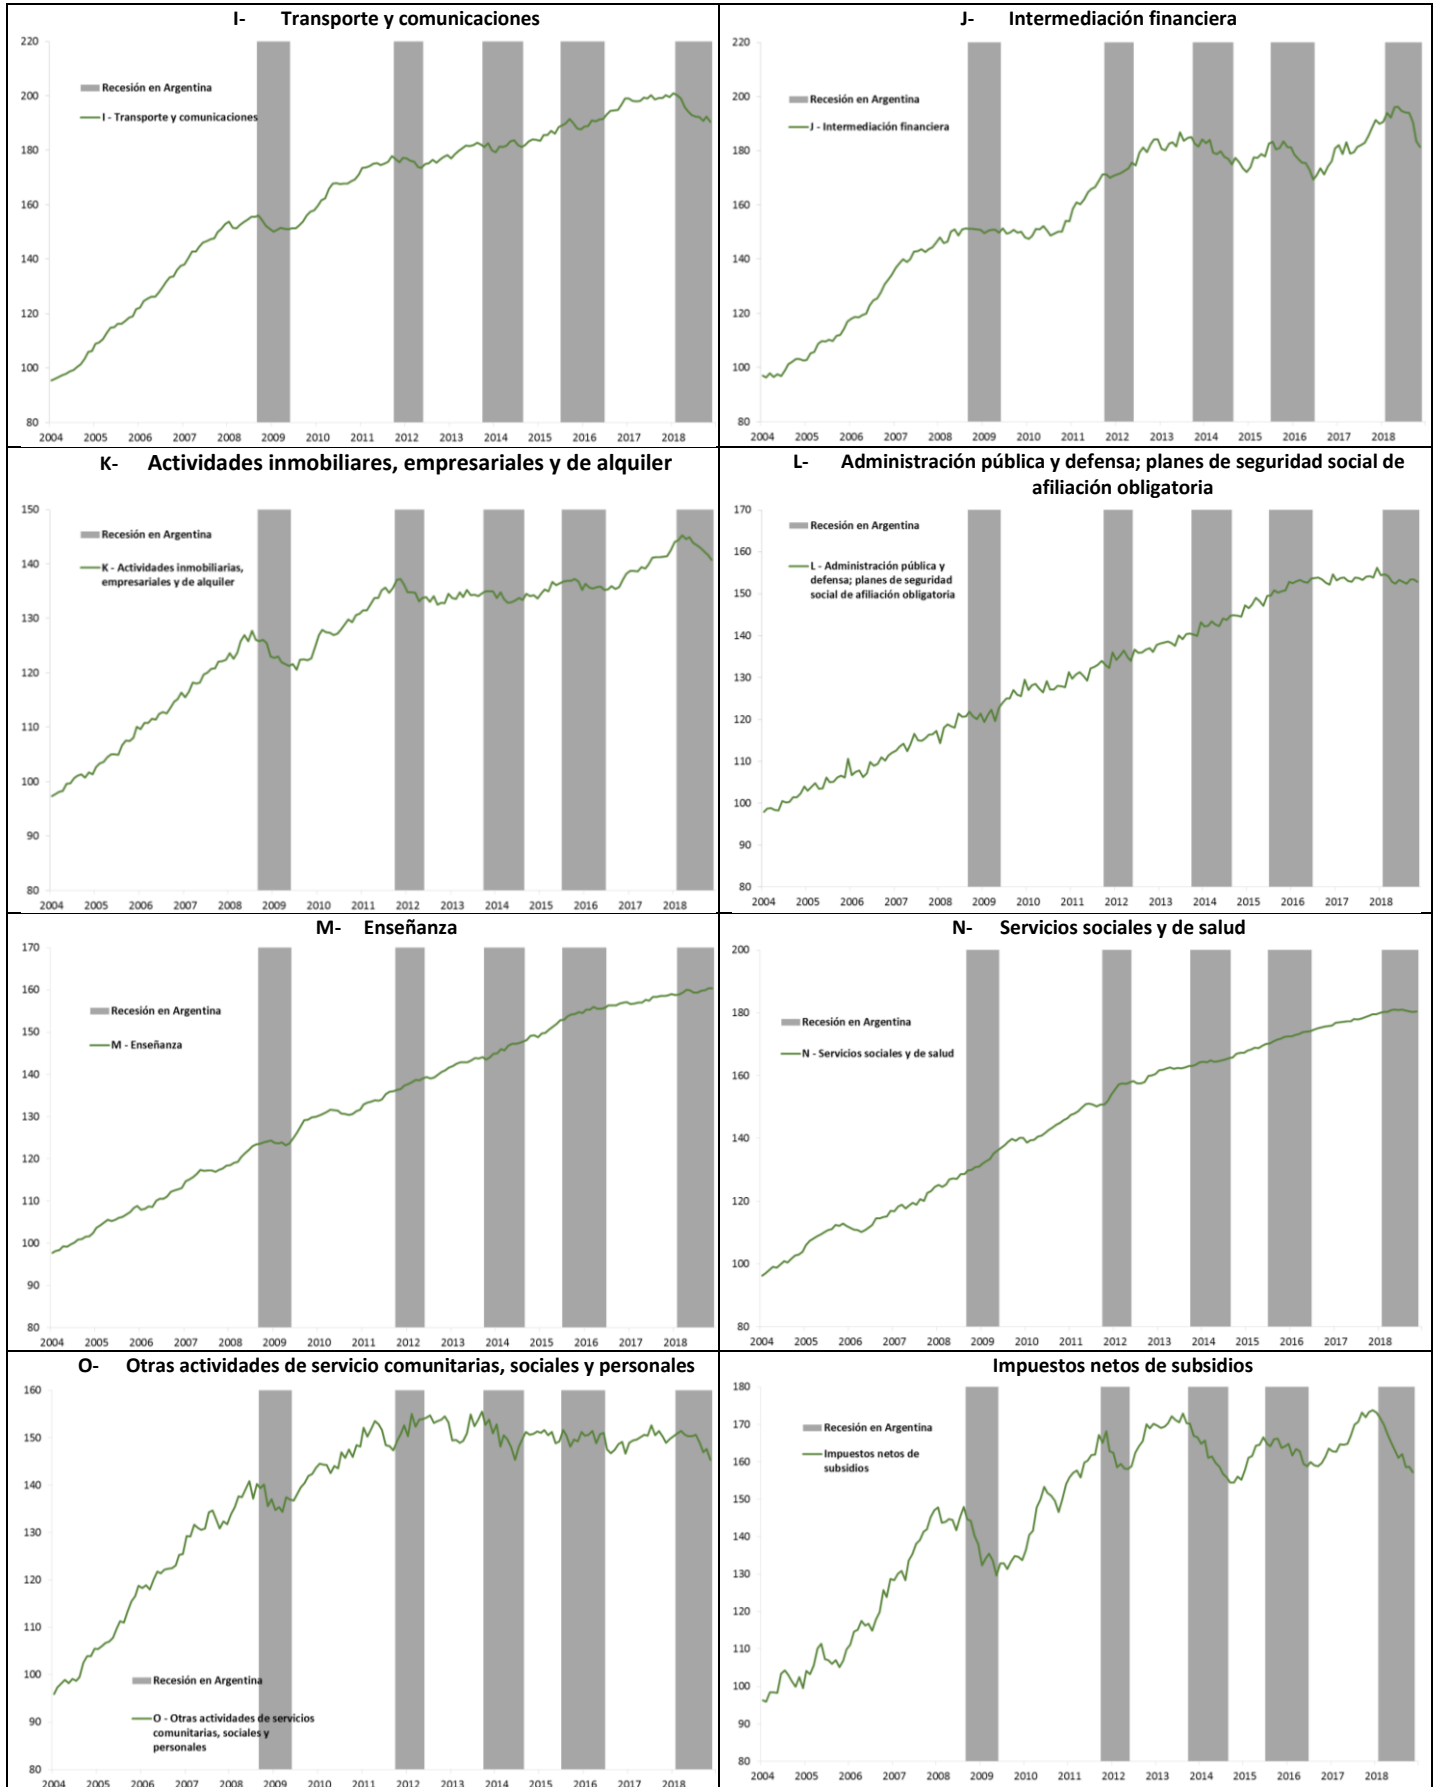 I- Transporte y comunicaciones
220
200
180
160
140
120
100
80
Recesión en Argentina
I - Transporte y comunicaciones
2004 2005 2006 2007 2008 2009 2010 2011 2012 2013 2014 2015 2016 2017 2018
J- Intermediación financiera
220
200
180
160
140
120
100
80
Recesión en Argentina
J - Intermediación financiera
2004 2005 2006 2007 2008 2009 2010 2011 2012 2013 2014 2015 2016 2017 2018
K- Actividades inmobiliares, empresariales y de alquiler
150
140
130
120
110
100
90
80
Recesión en Argentina
K - Actividades inmobiliarias,
empresariales y de alquiler
2004 2005 2006 2007 2008 2009 2010 2011 2012 2013 2014 2015 2016 2017 2018
L- Administración pública y defensa; planes de seguridad social de
afiliación obligatoria
170
160
150
140
130
120
110
100
90
80
Recesión en Argentina
L - Administración pública y
defensa; planes de seguridad
social de afiliación obligatoria
2004 2005 2006 2007 2008 2009 2010 2011 2012 2013 2014 2015 2016 2017 2018
M- Enseñanza
170
160
150
140
130
120
110
100
90
80
Recesión en Argentina
M - Enseñanza
2004 2005 2006 2007 2008 2009 2010 2011 2012 2013 2014 2015 2016 2017 2018
N- Servicios sociales y de salud
200
180
160
140
120
100
80
Recesión en Argentina
N - Servicios sociales y de salud
2004 2005 2006 2007 2008 2009 2010 2011 2012 2013 2014 2015 2016 2017 2018
O- Otras actividades de servicio comunitarias, sociales y personales
160
150
140
130
120
110
100
90
80
Recesión en Argentina
O - Otras actividades de servicios
comunitarias, sociales y
personales
2004 2005 2006 2007 2008 2009 2010 2011 2012 2013 2014 2015 2016 2017 2018
Impuestos netos de subsidios
180
170
160
150
140
130
120
110
100
90
80
Recesión en Argentina
Impuestos netos de
subsidios
2004 2005 2006 2007 2008 2009 2010 2011 2012 2013 2014 2015 2016 2017 2018